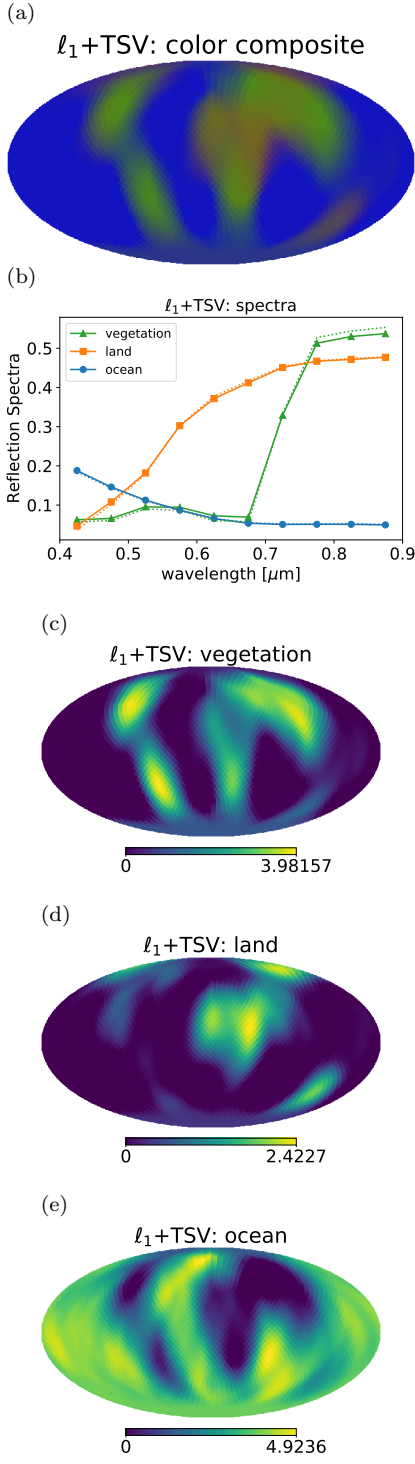 (a)
ℓ₁+TSV: color composite
(b)
ℓ₁+TSV: spectra
Reflection Spectra
0.5
0.4
0.3
0.2
0.1
vegetation
land
ocean
0.4 0.5 0.6 0.7 0.8 0.9
wavelength [μm]
(c)
ℓ₁+TSV: vegetation
0 3.98157
(d)
ℓ₁+TSV: land
0 2.4227
(e)
ℓ₁+TSV: ocean
0 4.9236